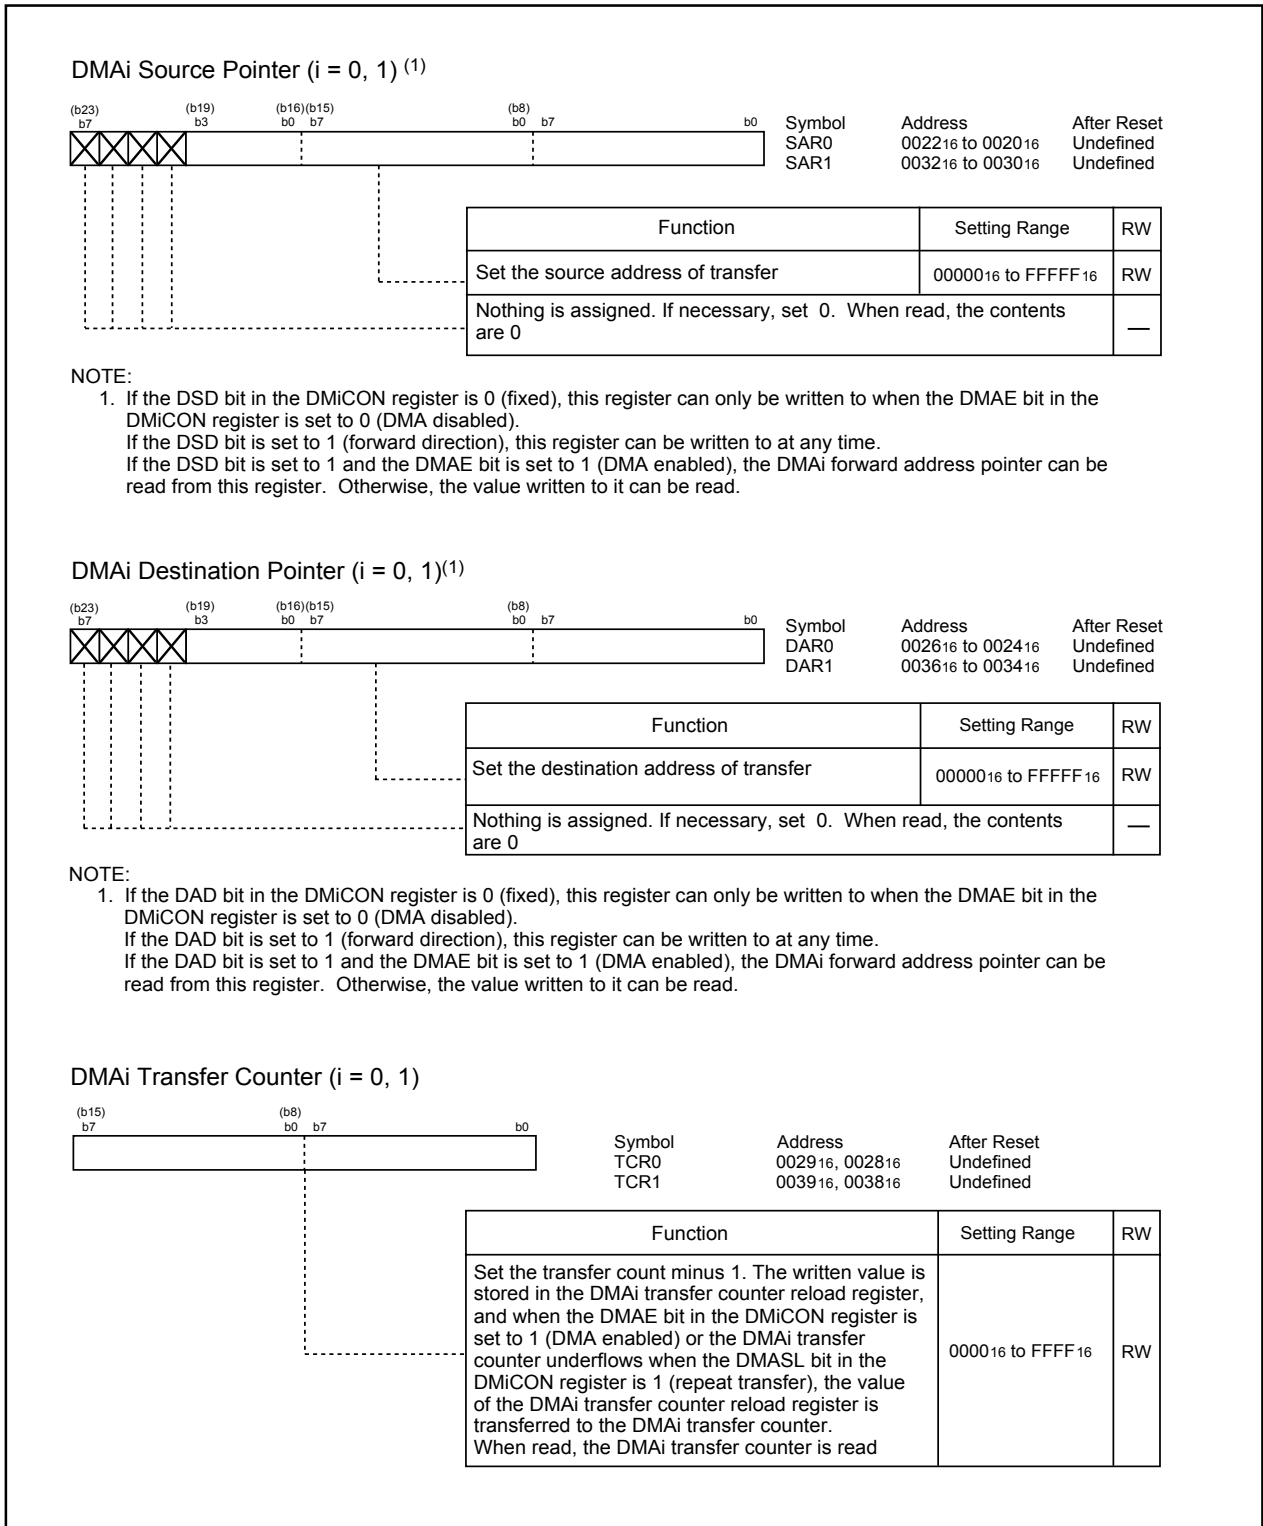 DMAi Source Pointer (i = 0, 1) (1)
(b23) (b19) (b16)(b15) (b8)
b7 b3 b0 b7 b0 b7 b0
Symbol Address After Reset
SAR0 002216 to 002016 Undefined
SAR1 003216 to 003016 Undefined
Function Setting Range RW
Set the source address of transfer 0000016 to FFFFF16 RW
Nothing is assigned. If necessary, set 0. When read, the contents
are 0 —
NOTE:
1. If the DSD bit in the DMiCON register is 0 (fixed), this register can only be written to when the DMAE bit in the
DMiCON register is set to 0 (DMA disabled).
If the DSD bit is set to 1 (forward direction), this register can be written to at any time.
If the DSD bit is set to 1 and the DMAE bit is set to 1 (DMA enabled), the DMAi forward address pointer can be
read from this register. Otherwise, the value written to it can be read.
DMAi Destination Pointer (i = 0, 1)(1)
(b23) (b19) (b16)(b15) (b8)
b7 b3 b0 b7 b0 b7 b0
Symbol Address After Reset
DAR0 002616 to 002416 Undefined
DAR1 003616 to 003416 Undefined
Function Setting Range RW
Set the destination address of transfer 0000016 to FFFFF16 RW
Nothing is assigned. If necessary, set 0. When read, the contents
are 0 —
NOTE:
1. If the DAD bit in the DMiCON register is 0 (fixed), this register can only be written to when the DMAE bit in the
DMiCON register is set to 0 (DMA disabled).
If the DAD bit is set to 1 (forward direction), this register can be written to at any time.
If the DAD bit is set to 1 and the DMAE bit is set to 1 (DMA enabled), the DMAi forward address pointer can be
read from this register. Otherwise, the value written to it can be read.
DMAi Transfer Counter (i = 0, 1)
(b15) (b8)
b7 b0 b7 b0
Symbol Address After Reset
TCR0 002916, 002816 Undefined
TCR1 003916, 003816 Undefined
Function Setting Range RW
Set the transfer count minus 1. The written value is
stored in the DMAi transfer counter reload register,
and when the DMAE bit in the DMiCON register is
set to 1 (DMA enabled) or the DMAi transfer
counter underflows when the DMASL bit in the 000016 to FFFF16 RW
DMiCON register is 1 (repeat transfer), the value
of the DMAi transfer counter reload register is
transferred to the DMAi transfer counter.
When read, the DMAi transfer counter is read